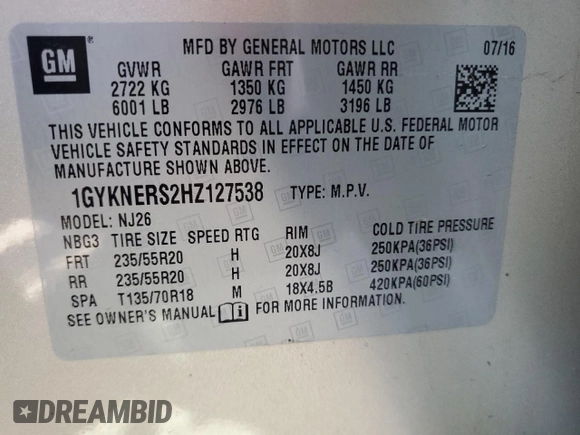 GM
MFD BY GENERAL MOTORS LLC 07/16
GVWR GAWR FRT GAWR RR
2722 KG 1350 KG 1450 KG
6001 LB 2976 LB 3196 LB
THIS VEHICLE CONFORMS TO ALL APPLICABLE U.S. FEDERAL MOTOR
VEHICLE SAFETY STANDARDS IN EFFECT ON THE DATE OF
MANUFACTURE SHOWN ABOVE.
1GYKNERS2HZ127538 TYPE: M.P.V.
MODEL: NJ26
NBG3 TIRE SIZE SPEED RTG RIM COLD TIRE PRESSURE
FRT 235/55R20 H 20X8J 250KPA(36PSI)
RR 235/55R20 H 20X8J 250KPA(36PSI)
SPA T135/70R18 M 18X4.5B 420KPA(60PSI)
SEE OWNER'S MANUAL FOR MORE INFORMATION.
DREAMBID